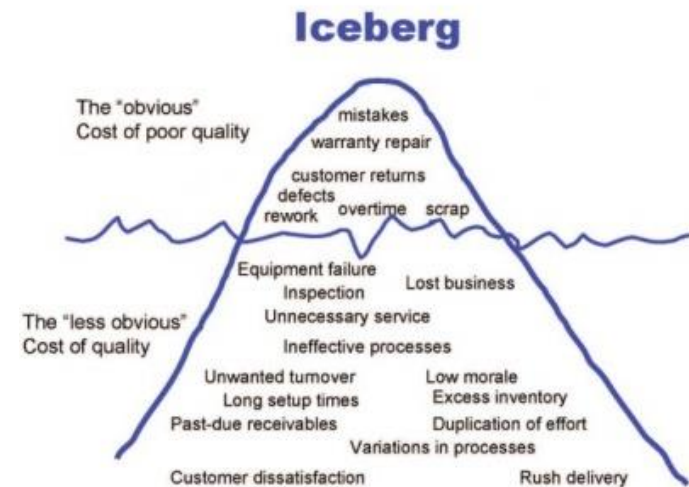 Iceberg
The "obvious"
Cost of poor quality
mistakes
warranty repair
customer returns
defects
rework overtime scrap
Equipment failure
Lost business
Inspection
Unnecessary service
The "less obvious"
Cost of quality
Ineffective processes
Unwanted turnover Low morale
Long setup times Excess inventory
Past-due receivables Duplication of effort
Variations in processes
Customer dissatisfaction Rush delivery